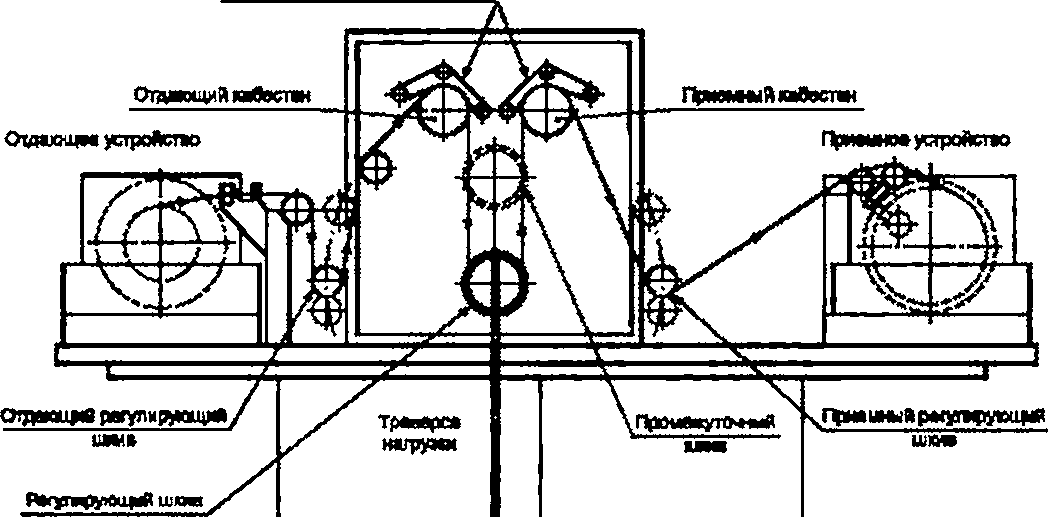 Отдающий кабестан
Приемный кабестан
Отдающее устройство
Приемное устройство
Отдающий регулирующий
шкив
Траверса
нагрузки
Промежуточный
шкив
Приемный регулирующий
шкив
Регулирующий шкив